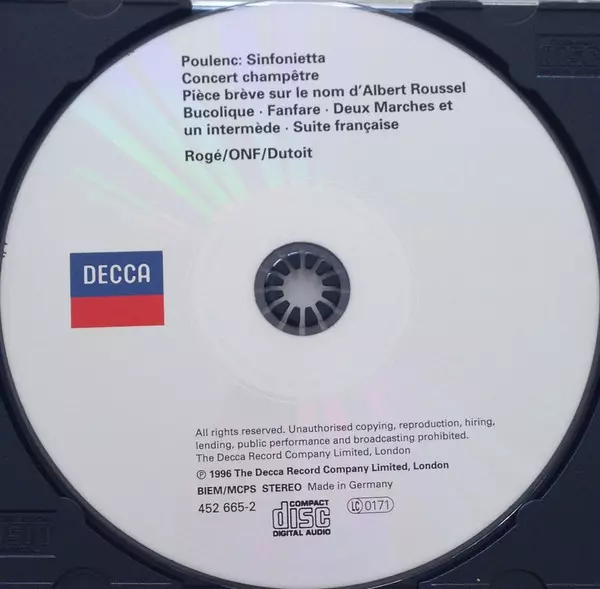 Poulenc: Sinfonietta
Concert champêtre
Pièce brève sur le nom d'Albert Roussel
Bucolique · Fanfare · Deux Marches et
un intermède · Suite française
Rogé/ONF/Dutoit
DECCA
All rights reserved. Unauthorised copying, reproduction, hiring,
lending, public performance and broadcasting prohibited.
The Decca Record Company Limited, London
℗ 1996 The Decca Record Company Limited, London
BIEM/MCPS STEREO Made in Germany
452 665-2
COMPACT
disc
DIGITAL AUDIO
LC 0171